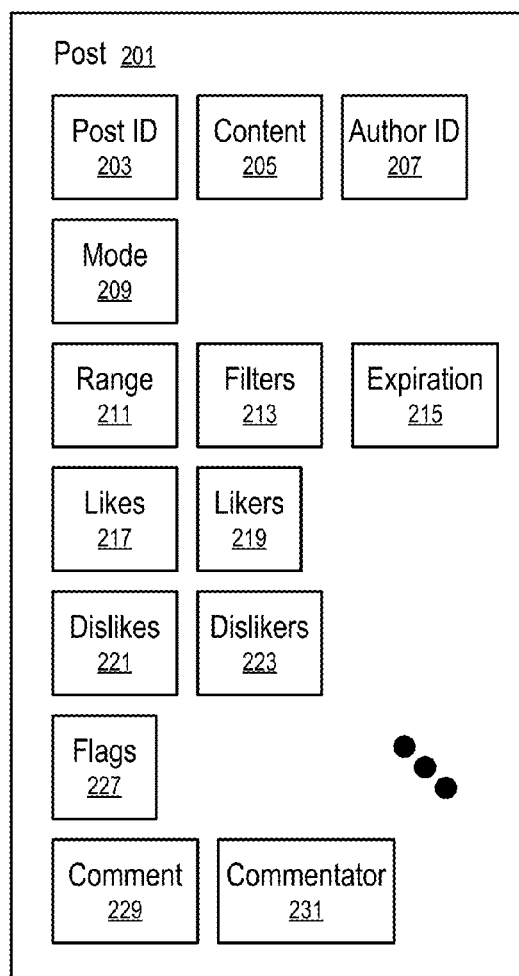 Post 201
Post ID Content Author ID
203 205 207
Mode
209
Range Filters Expiration
211 213 215
Likes Likers
217 219
Dislikes Dislikers
221 223
Flags
227
Comment Commentator
229 231